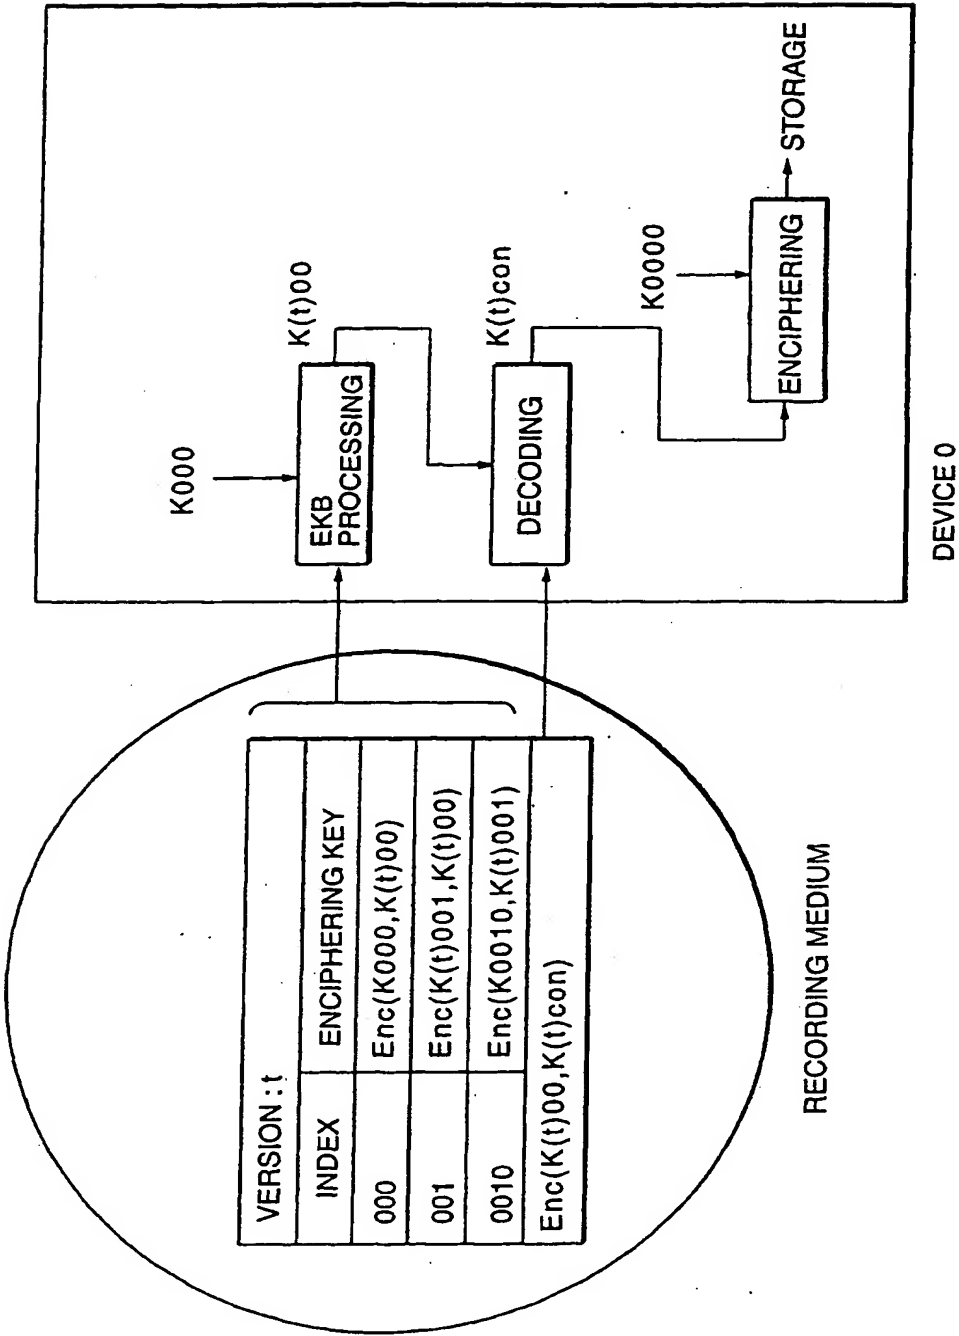 VERSION : t
INDEX ENCIPHERING KEY
000 Enc(K000,K(t)00)
001 Enc(K(t)001,K(t)00)
0010 Enc(K0010,K(t)001)
Enc(K(t)00,K(t)con)
RECORDING MEDIUM
K000
EKB
PROCESSING
K(t)00
DECODING
K(t)con
K0000
ENCIPHERING
STORAGE
DEVICE 0